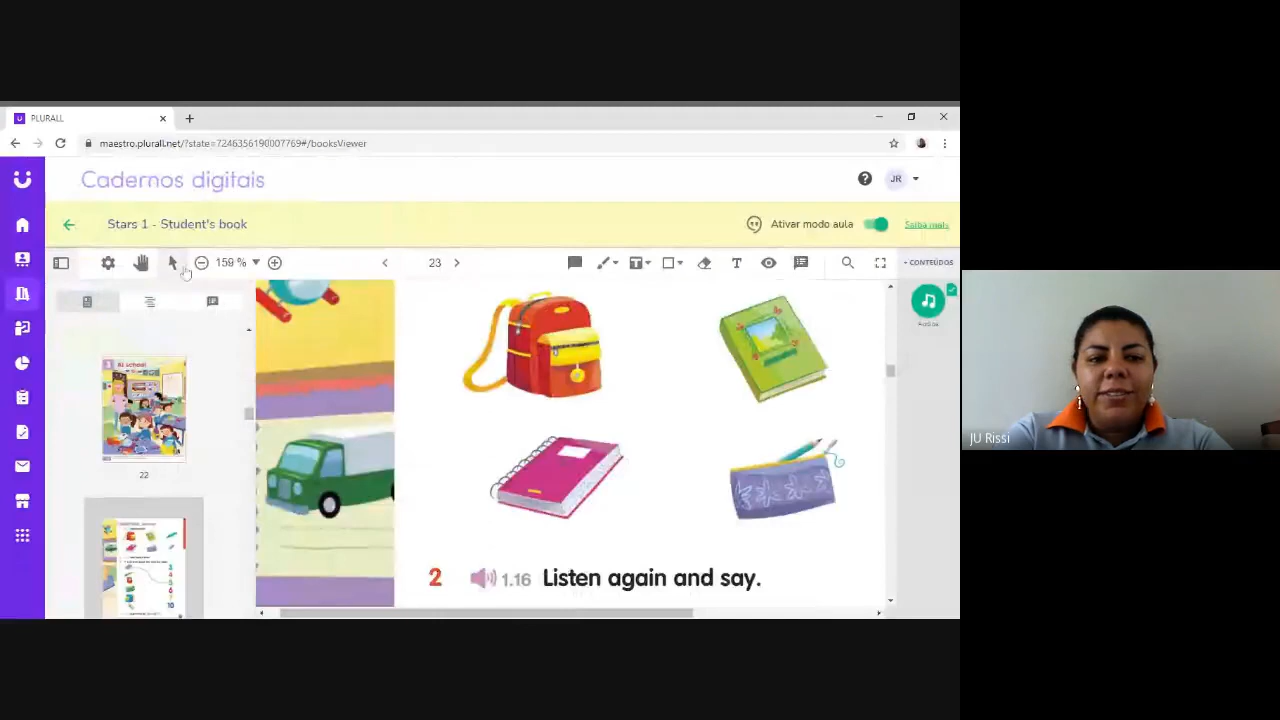 PLURALL
maestro.plurall.net/?state=7246356190007769#/booksViewer
Cadernos digitais
JR
Stars 1 - Student's book
Ativar modo aula
Saiba mais
159 %
23
+ CONTEÚDOS
At school
22
2 1.16 Listen again and say.
JU Rissi